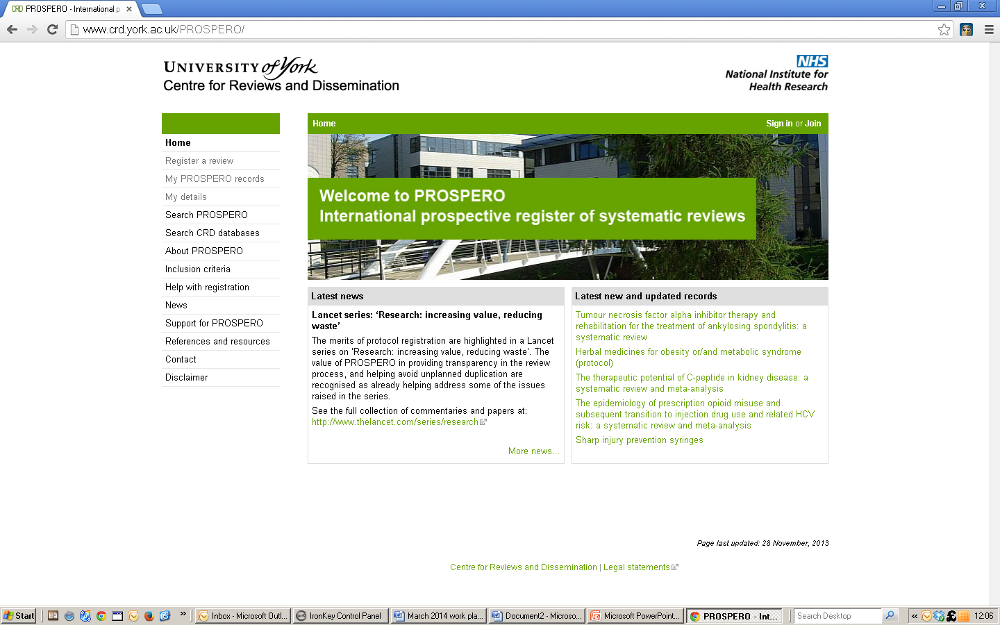 CRD PROSPERO - International p
www.crd.york.ac.uk/PROSPERO/
UNIVERSITY of York
Centre for Reviews and Dissemination
NHS
National Institute for
Health Research
Home
Register a review
My PROSPERO records
My details
Search PROSPERO
Search CRD databases
About PROSPERO
Inclusion criteria
Help with registration
News
Support for PROSPERO
References and resources
Contact
Disclaimer
Home
Sign in or Join
Welcome to PROSPERO
International prospective register of systematic reviews
Latest news
Lancet series: ‘Research: increasing value, reducing
waste’
The merits of protocol registration are highlighted in a Lancet
series on 'Research: increasing value, reducing waste'. The
value of PROSPERO in providing transparency in the review
process, and helping avoid unplanned duplication are
recognised as already helping address some of the issues
raised in the series.
See the full collection of commentaries and papers at:
http://www.thelancet.com/series/research
More news...
Latest new and updated records
Tumour necrosis factor alpha inhibitor therapy and
rehabilitation for the treatment of ankylosing spondylitis: a
systematic review
Herbal medicines for obesity or/and metabolic syndrome
(protocol)
The therapeutic potential of C-peptide in kidney disease: a
systematic review and meta-analysis
The epidemiology of prescription opioid misuse and
subsequent transition to injection drug use and related HCV
risk: a systematic review and meta-analysis
Sharp injury prevention syringes
Page last updated: 28 November, 2013
Centre for Reviews and Dissemination | Legal statements
Start
Inbox - Microsoft Outl...
IronKey Control Panel
March 2014 work pla...
Document2 - Microso...
Microsoft PowerPoint...
PROSPERO - Int...
Search Desktop
12:06